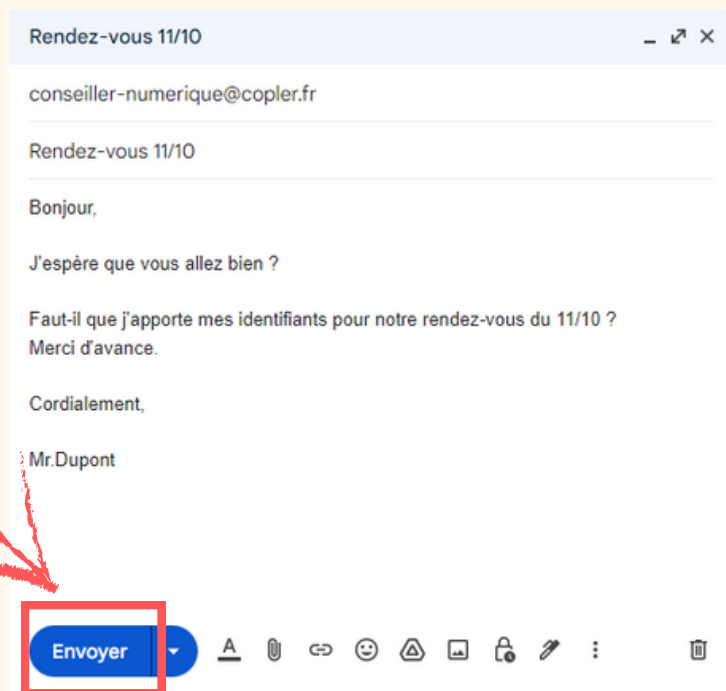 Rendez-vous 11/10
conseiller-numerique@copler.fr
Rendez-vous 11/10
Bonjour,
J'espère que vous allez bien ?
Faut-il que j'apporte mes identifiants pour notre rendez-vous du 11/10 ?
Merci d'avance.
Cordialement,
Mr.Dupont
Envoyer